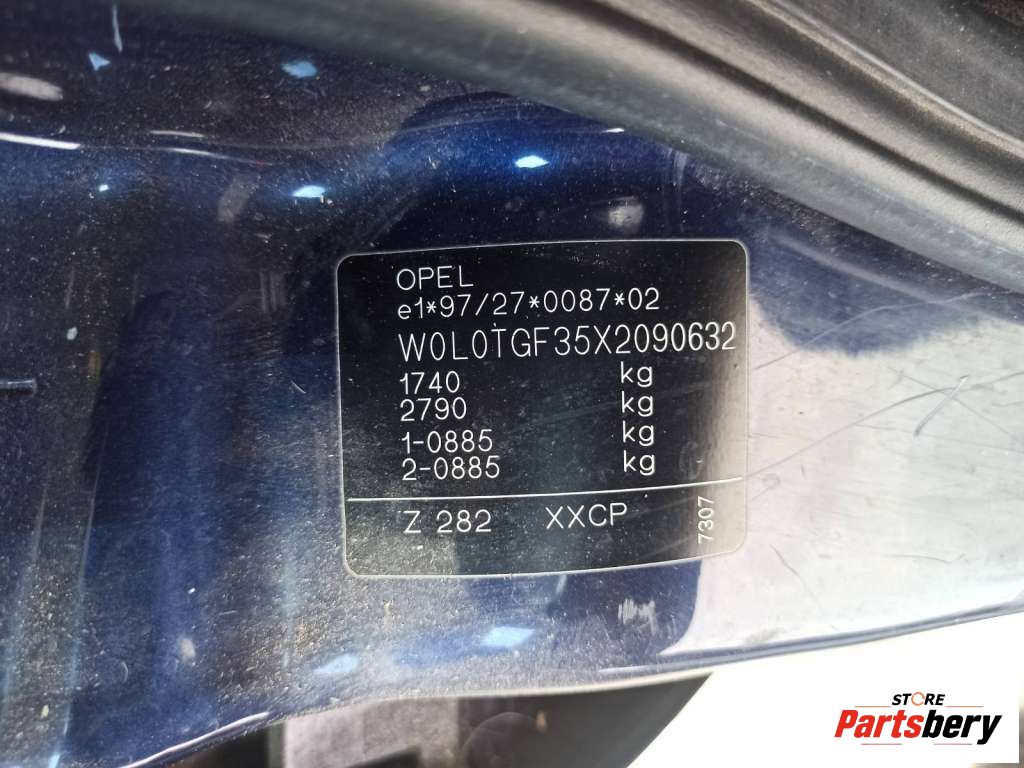 OPEL
e1*97/27*0087*02
W0L0TGF35X2090632
1740 kg
2790 kg
1-0885 kg
2-0885 kg
Z 282 XXCP 7307
STORE
Partsbery